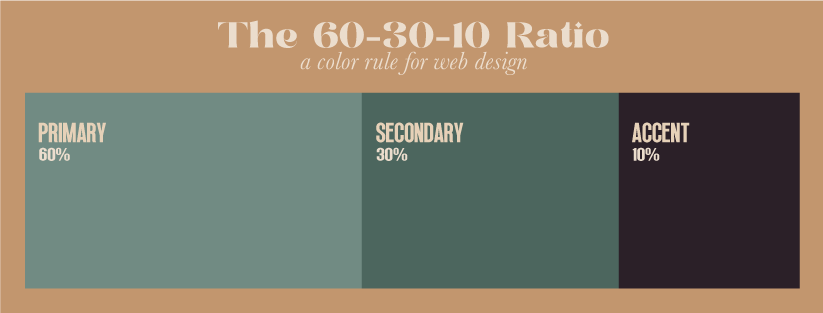 The 60-30-10 Ratio
a color rule for web design
PRIMARY
60%
SECONDARY
30%
ACCENT
10%